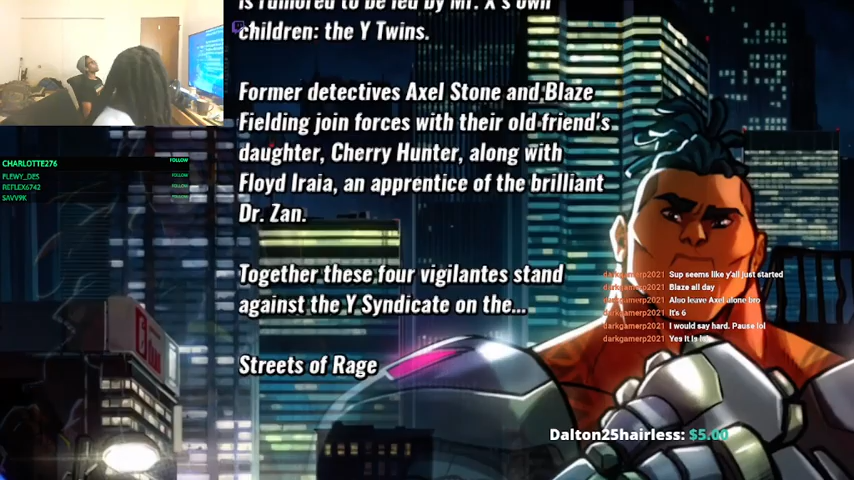 is rumored to be led by Mr. X's own
children: the Y Twins.
Former detectives Axel Stone and Blaze
Fielding join forces with their old friend's
daughter, Cherry Hunter, along with
Floyd Iraia, an apprentice of the brilliant
Dr. Zan.
Together these four vigilantes stand
against the Y Syndicate on the...
Streets of Rage
CHARLOTTE276 FOLLOW
FLEWY_DES FOLLOW
REFLEX6742 FOLLOW
SAVV9K FOLLOW
darkgamerp2021 Sup seems like y'all just started
darkgamerp2021 Blaze all day
darkgamerp2021 Also leave Axel alone bro
darkgamerp2021 It's 6
darkgamerp2021 I would say hard. Pause lol
darkgamerp2021 Yes it is
Dalton25hairless: $5.00